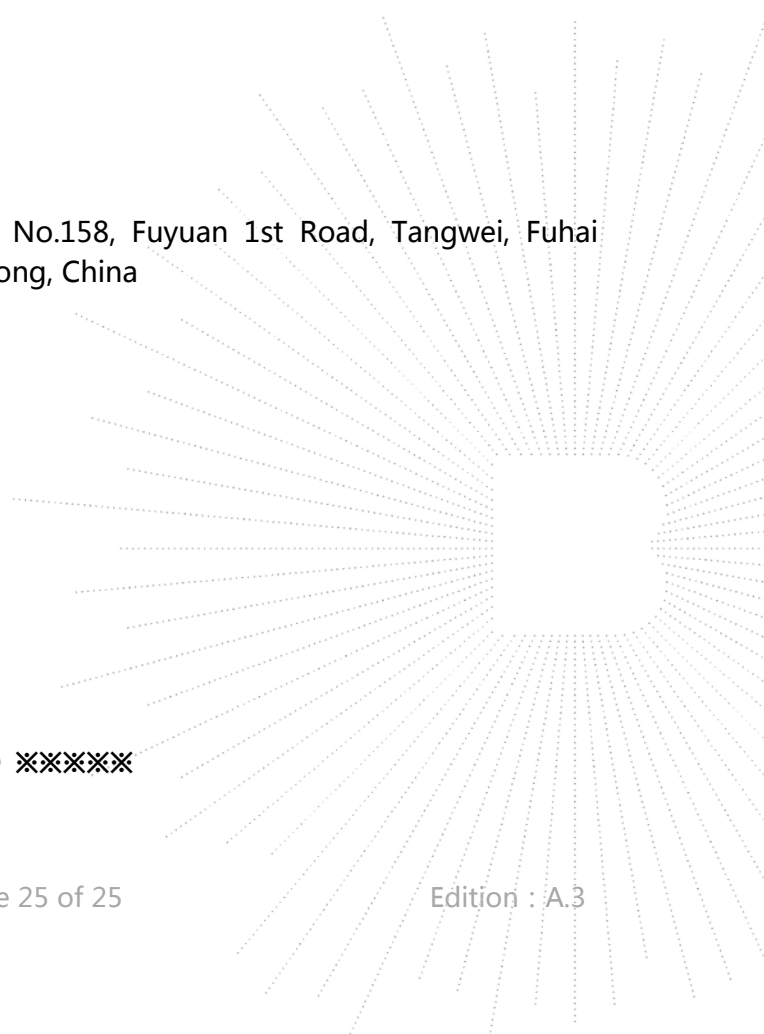 No.158, Fuyuan 1st Road, Tangwei, Fuhai
ong, China
※※※※※
e 25 of 25 Edition : A.3